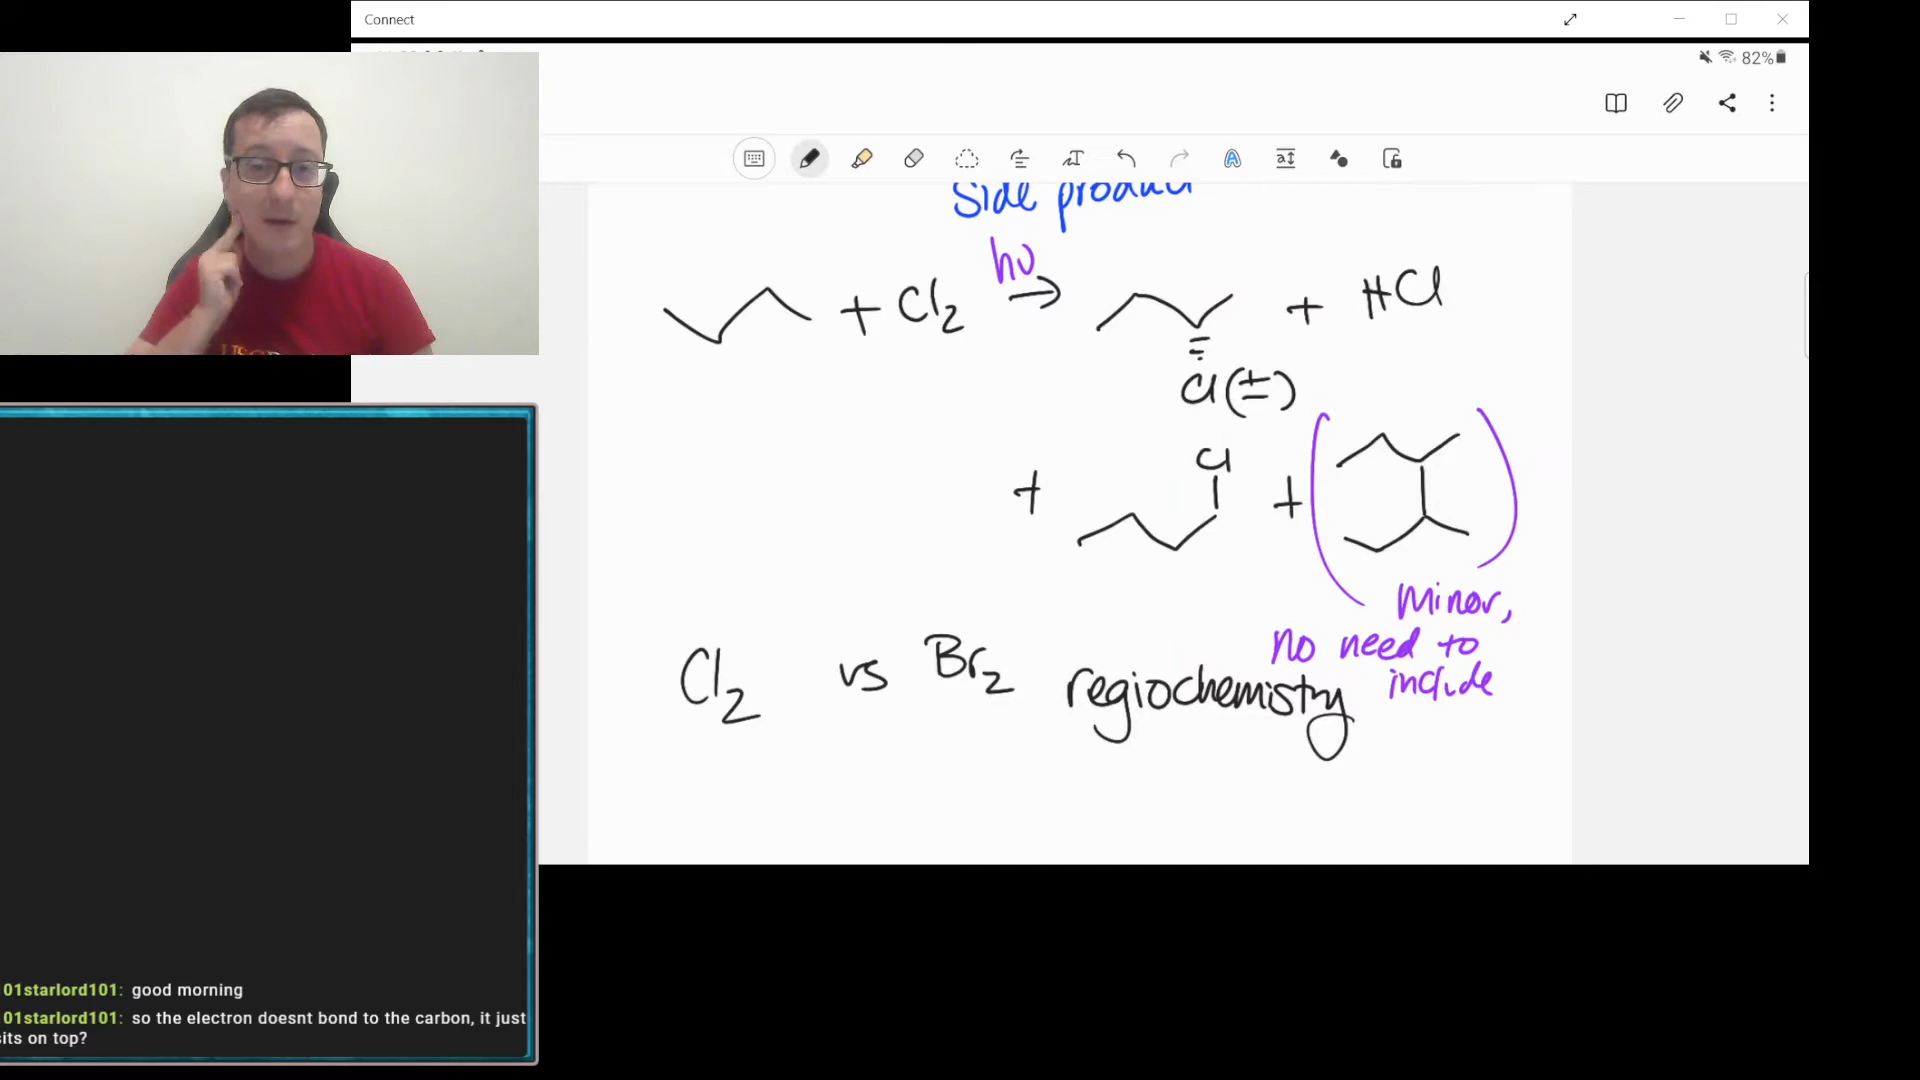 Connect
82%
Side product
hυ
+ Cl2 → + HCl
Cl (±)
Cl
+ +
Minor,
no need to
include
Cl2 vs Br2 regiochemistry
01starlord101: good morning
01starlord101: so the electron doesnt bond to the carbon, it just
sits on top?